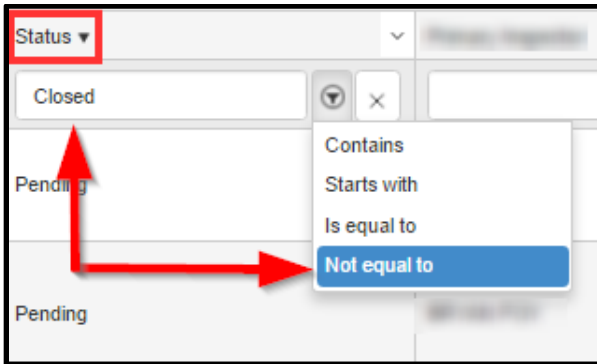 Status ▼
Closed
Contains
Pending
Starts with
Is equal to
Not equal to
Pending